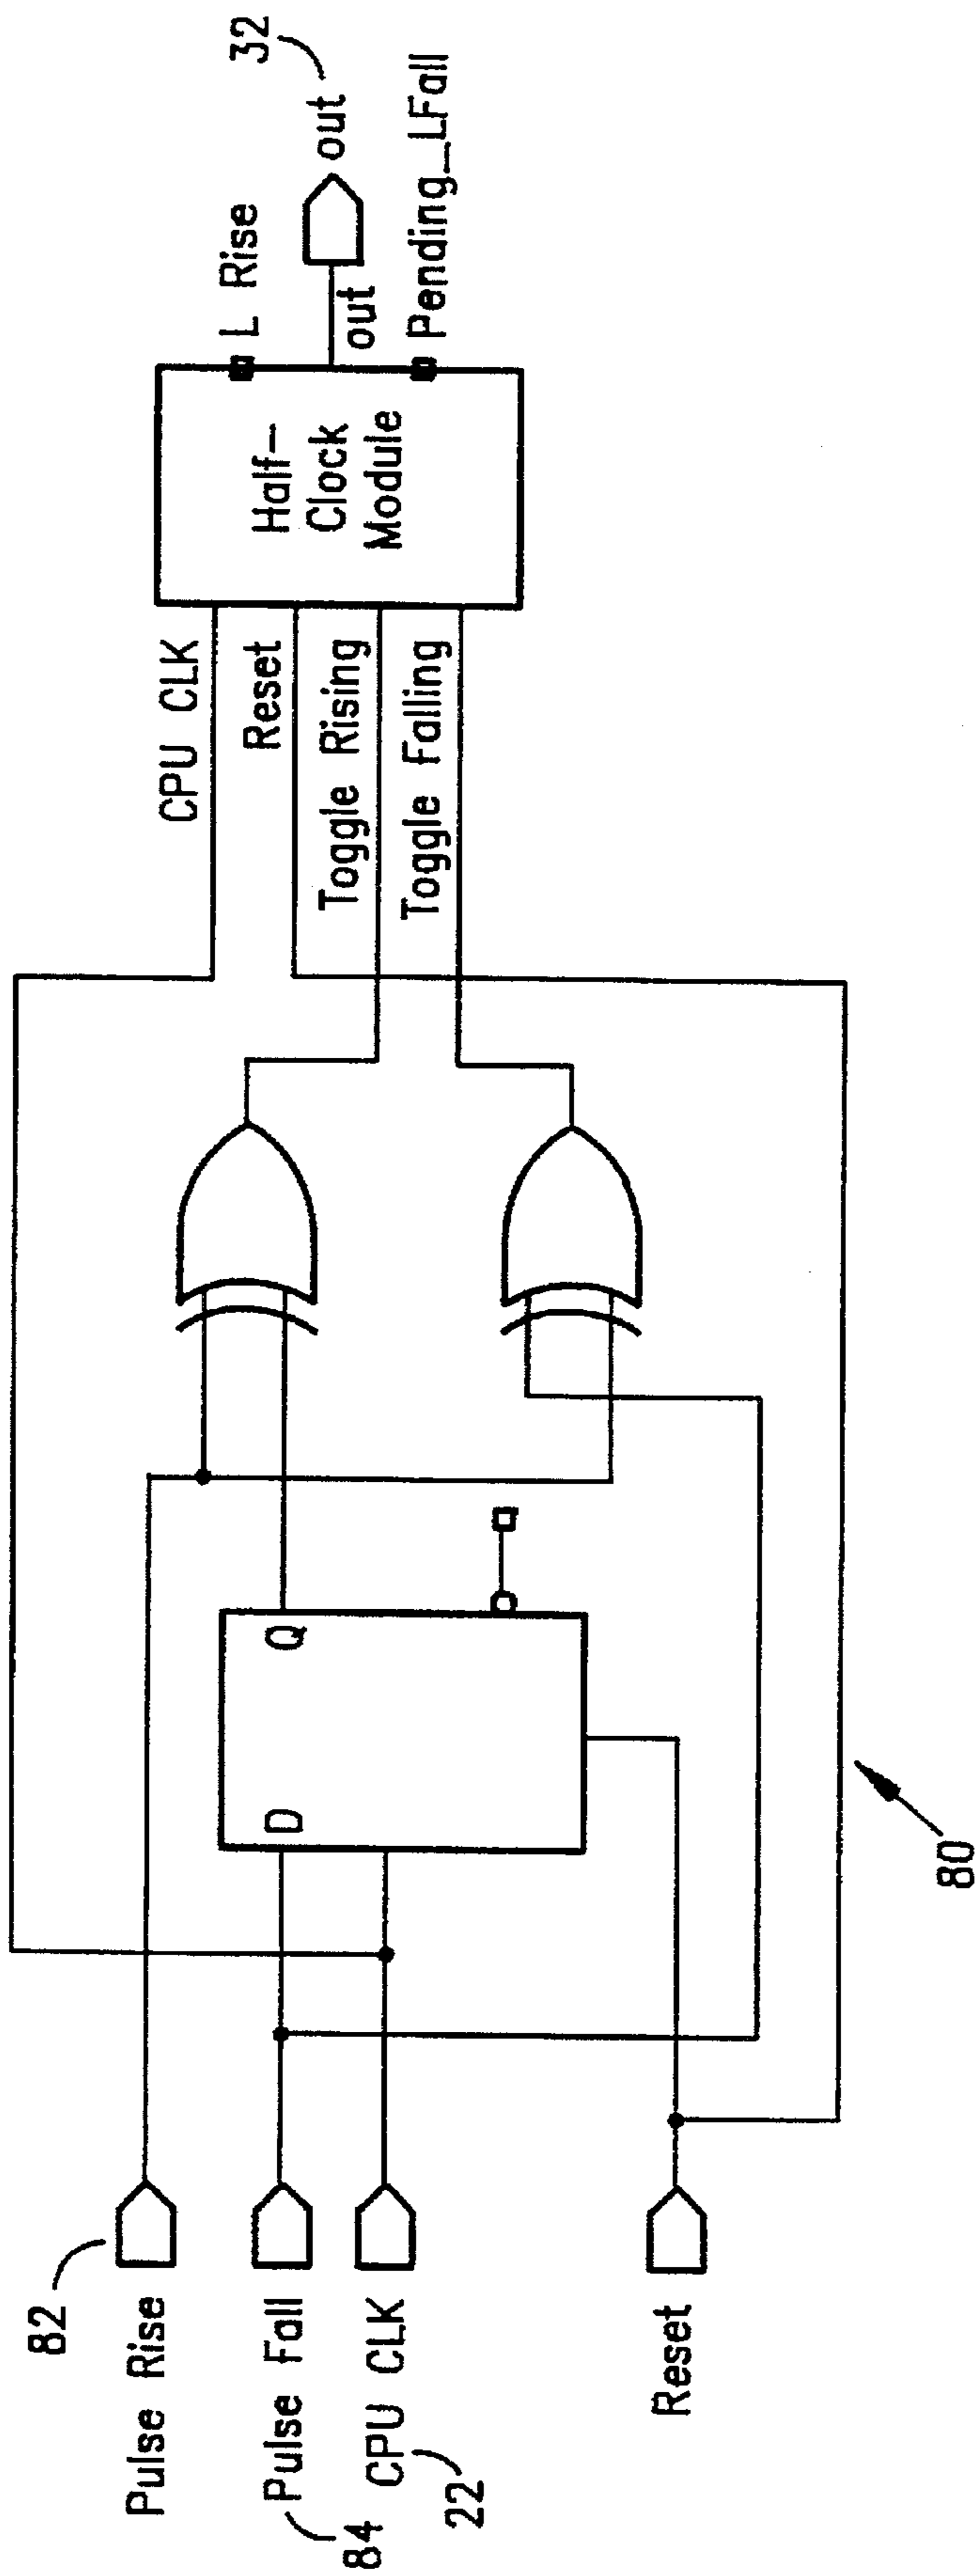 82
Pulse Rise
Pulse Fall
84
CPU CLK
22
Reset
D
Q
80
CPU CLK
Reset
Toggle Rising
Toggle Falling
Half-
Clock
Module
L Rise
out
out
32
Pending_LFall